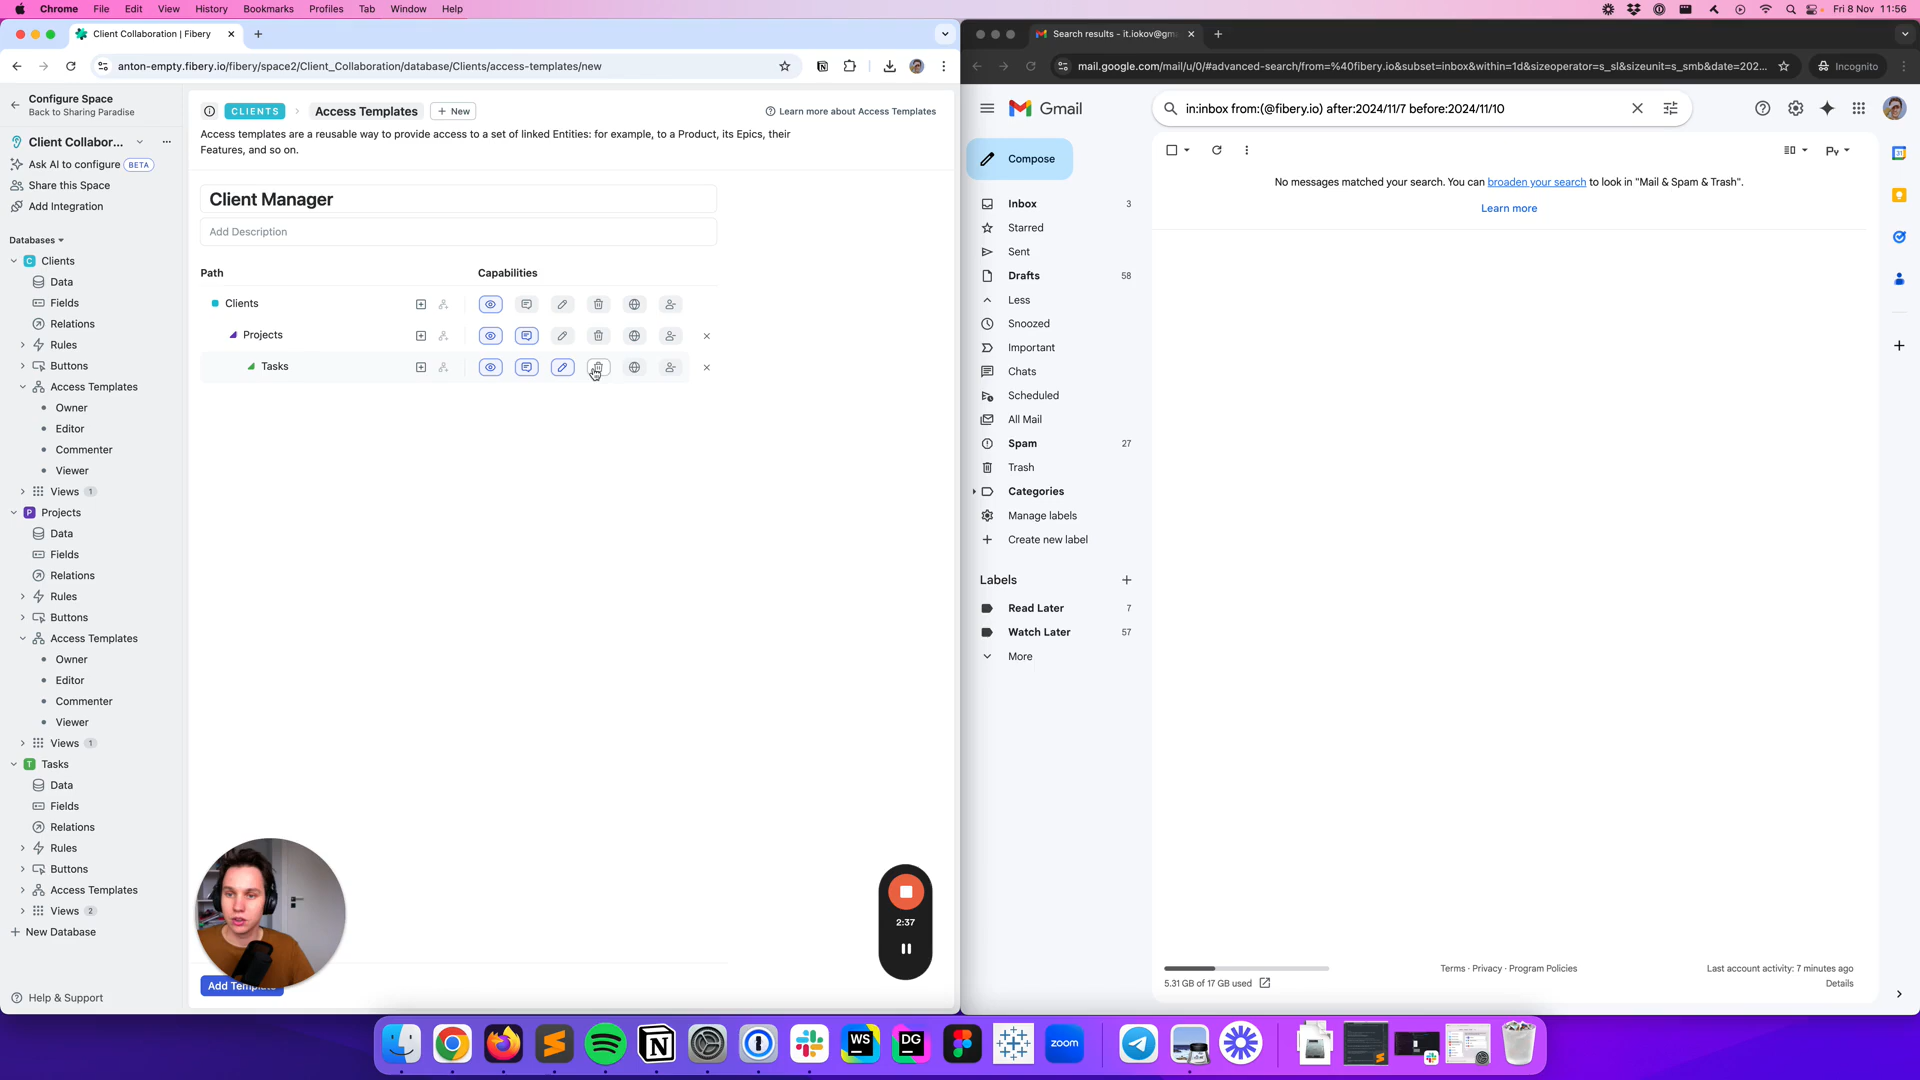 Chrome File Edit View History Bookmarks Profiles Tab Window Help
Fri 8 Nov 11:56
Client Collaboration | Fibery
anton-empty.fibery.io/fibery/space2/Client_Collaboration/database/Clients/access-templates/new
Configure Space
Back to Sharing Paradise
Client Collabor...
Ask AI to configure BETA
Share this Space
Add Integration
Databases
C Clients
Data
Fields
Relations
Rules
Buttons
Access Templates
Owner
Editor
Commenter
Viewer
Views 1
P Projects
Data
Fields
Relations
Rules
Buttons
Access Templates
Owner
Editor
Commenter
Viewer
Views 1
T Tasks
Data
Fields
Relations
Rules
Buttons
Access Templates
Views 2
New Database
Help & Support
CLIENTS Access Templates + New
Learn more about Access Templates
Access templates are a reusable way to provide access to a set of linked Entities: for example, to a Product, its Epics, their
Features, and so on.
Client Manager
Add Description
Path Capabilities
Clients
Projects
Tasks
2:37
Search results - it.iokov@gm
mail.google.com/mail/u/0/#advanced-search/from=%40fibery.io&subset=inbox&within=1d&sizeoperator=s_sl&sizeunit=s_smb&date=202...
Incognito
Gmail
in:inbox from:(@fibery.io) after:2024/11/7 before:2024/11/10
Compose
Inbox 3
Starred
Sent
Drafts 58
Less
Snoozed
Important
Chats
Scheduled
All Mail
Spam 27
Trash
Categories
Manage labels
Create new label
Labels
Read Later 7
Watch Later 57
More
No messages matched your search. You can broaden your search to look in "Mail & Spam & Trash".
Learn more
5.31 GB of 17 GB used
Terms · Privacy · Program Policies
Last account activity: 7 minutes ago
Details
WS
DG
zoom